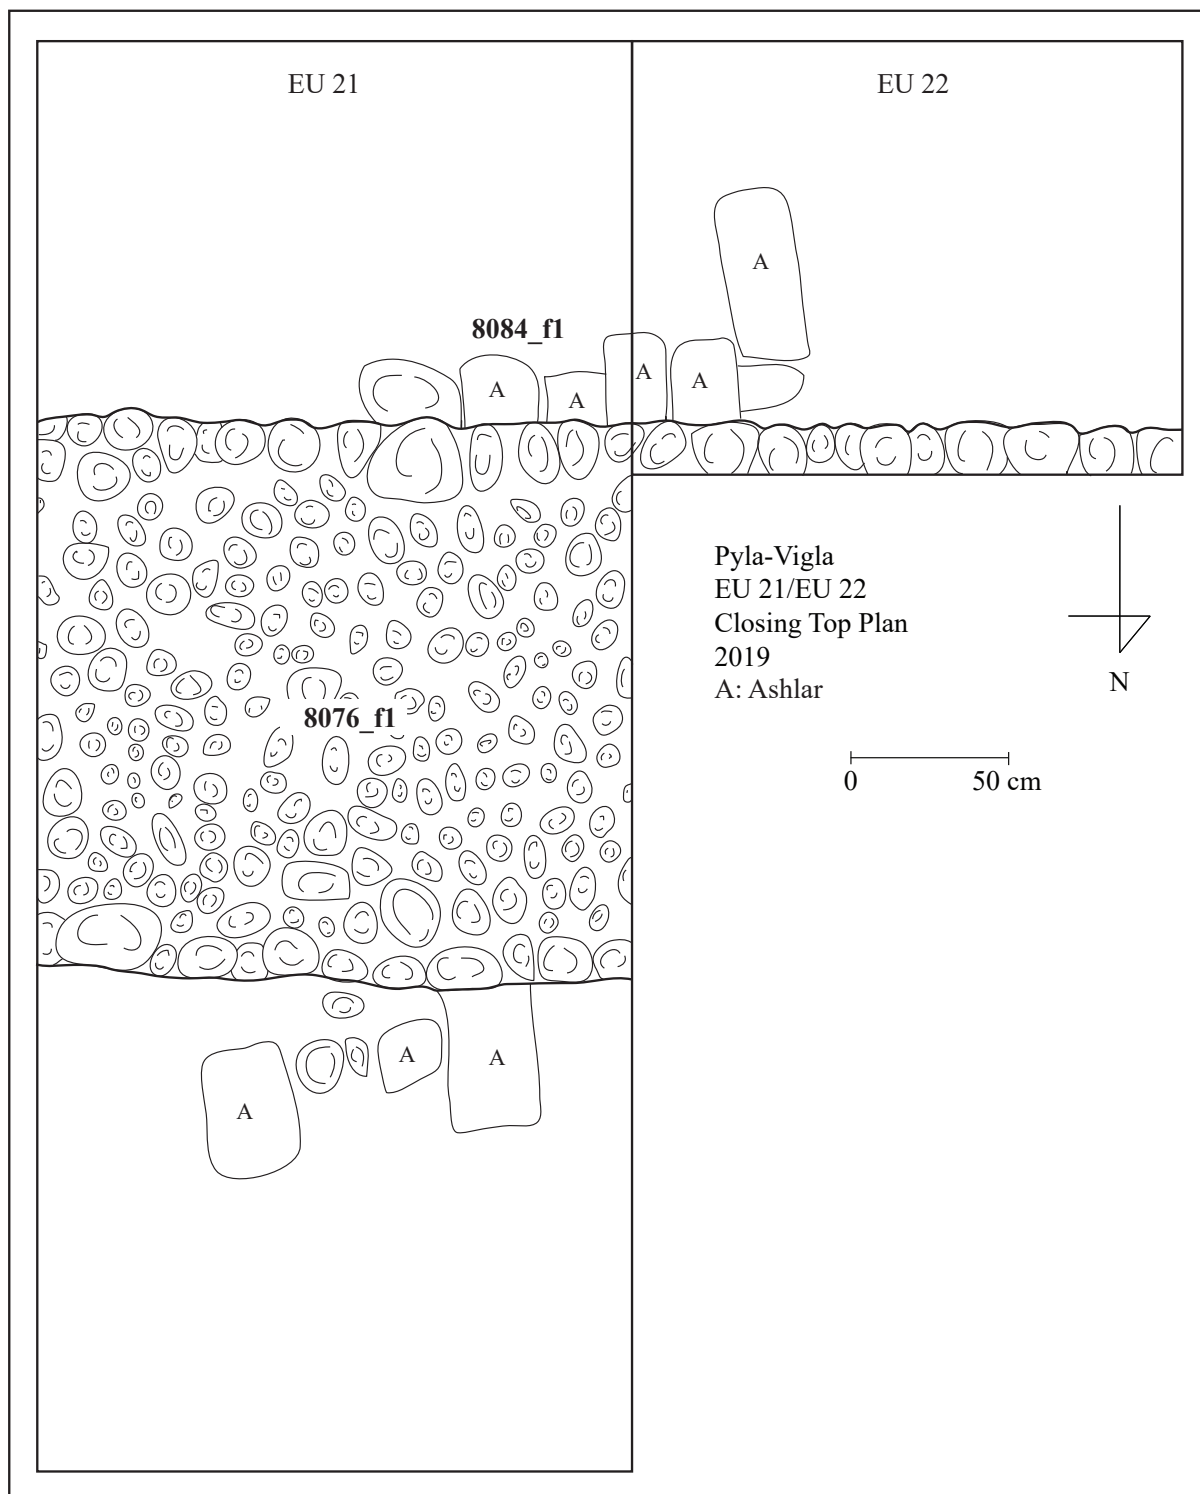 EU 21
EU 22
A
8084_f1
A
A
A
A
Pyla-Vigla
EU 21/EU 22
Closing Top Plan
2019
A: Ashlar
N
8076_f1
0
50 cm
A
A
A